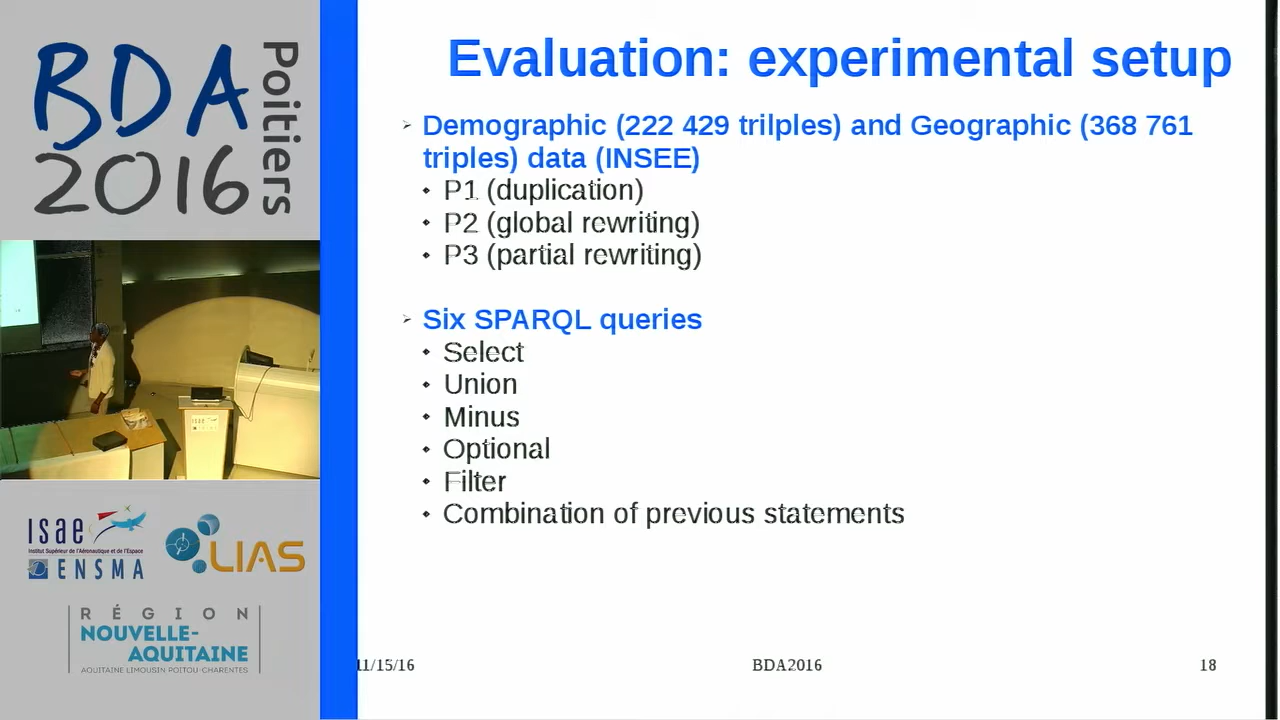 BDA
2016
Poitiers
isae
Institut Supérieur de l'Aéronautique et de l'Espace
ENSMA
LIAS
RÉGION
NOUVELLE-
AQUITAINE
AQUITAINE LIMOUSIN POITOU-CHARENTES
Evaluation: experimental setup
Demographic (222 429 trilples) and Geographic (368 761
triples) data (INSEE)
P1 (duplication)
P2 (global rewriting)
P3 (partial rewriting)
Six SPARQL queries
Select
Union
Minus
Optional
Filter
Combination of previous statements
11/15/16
BDA2016
18